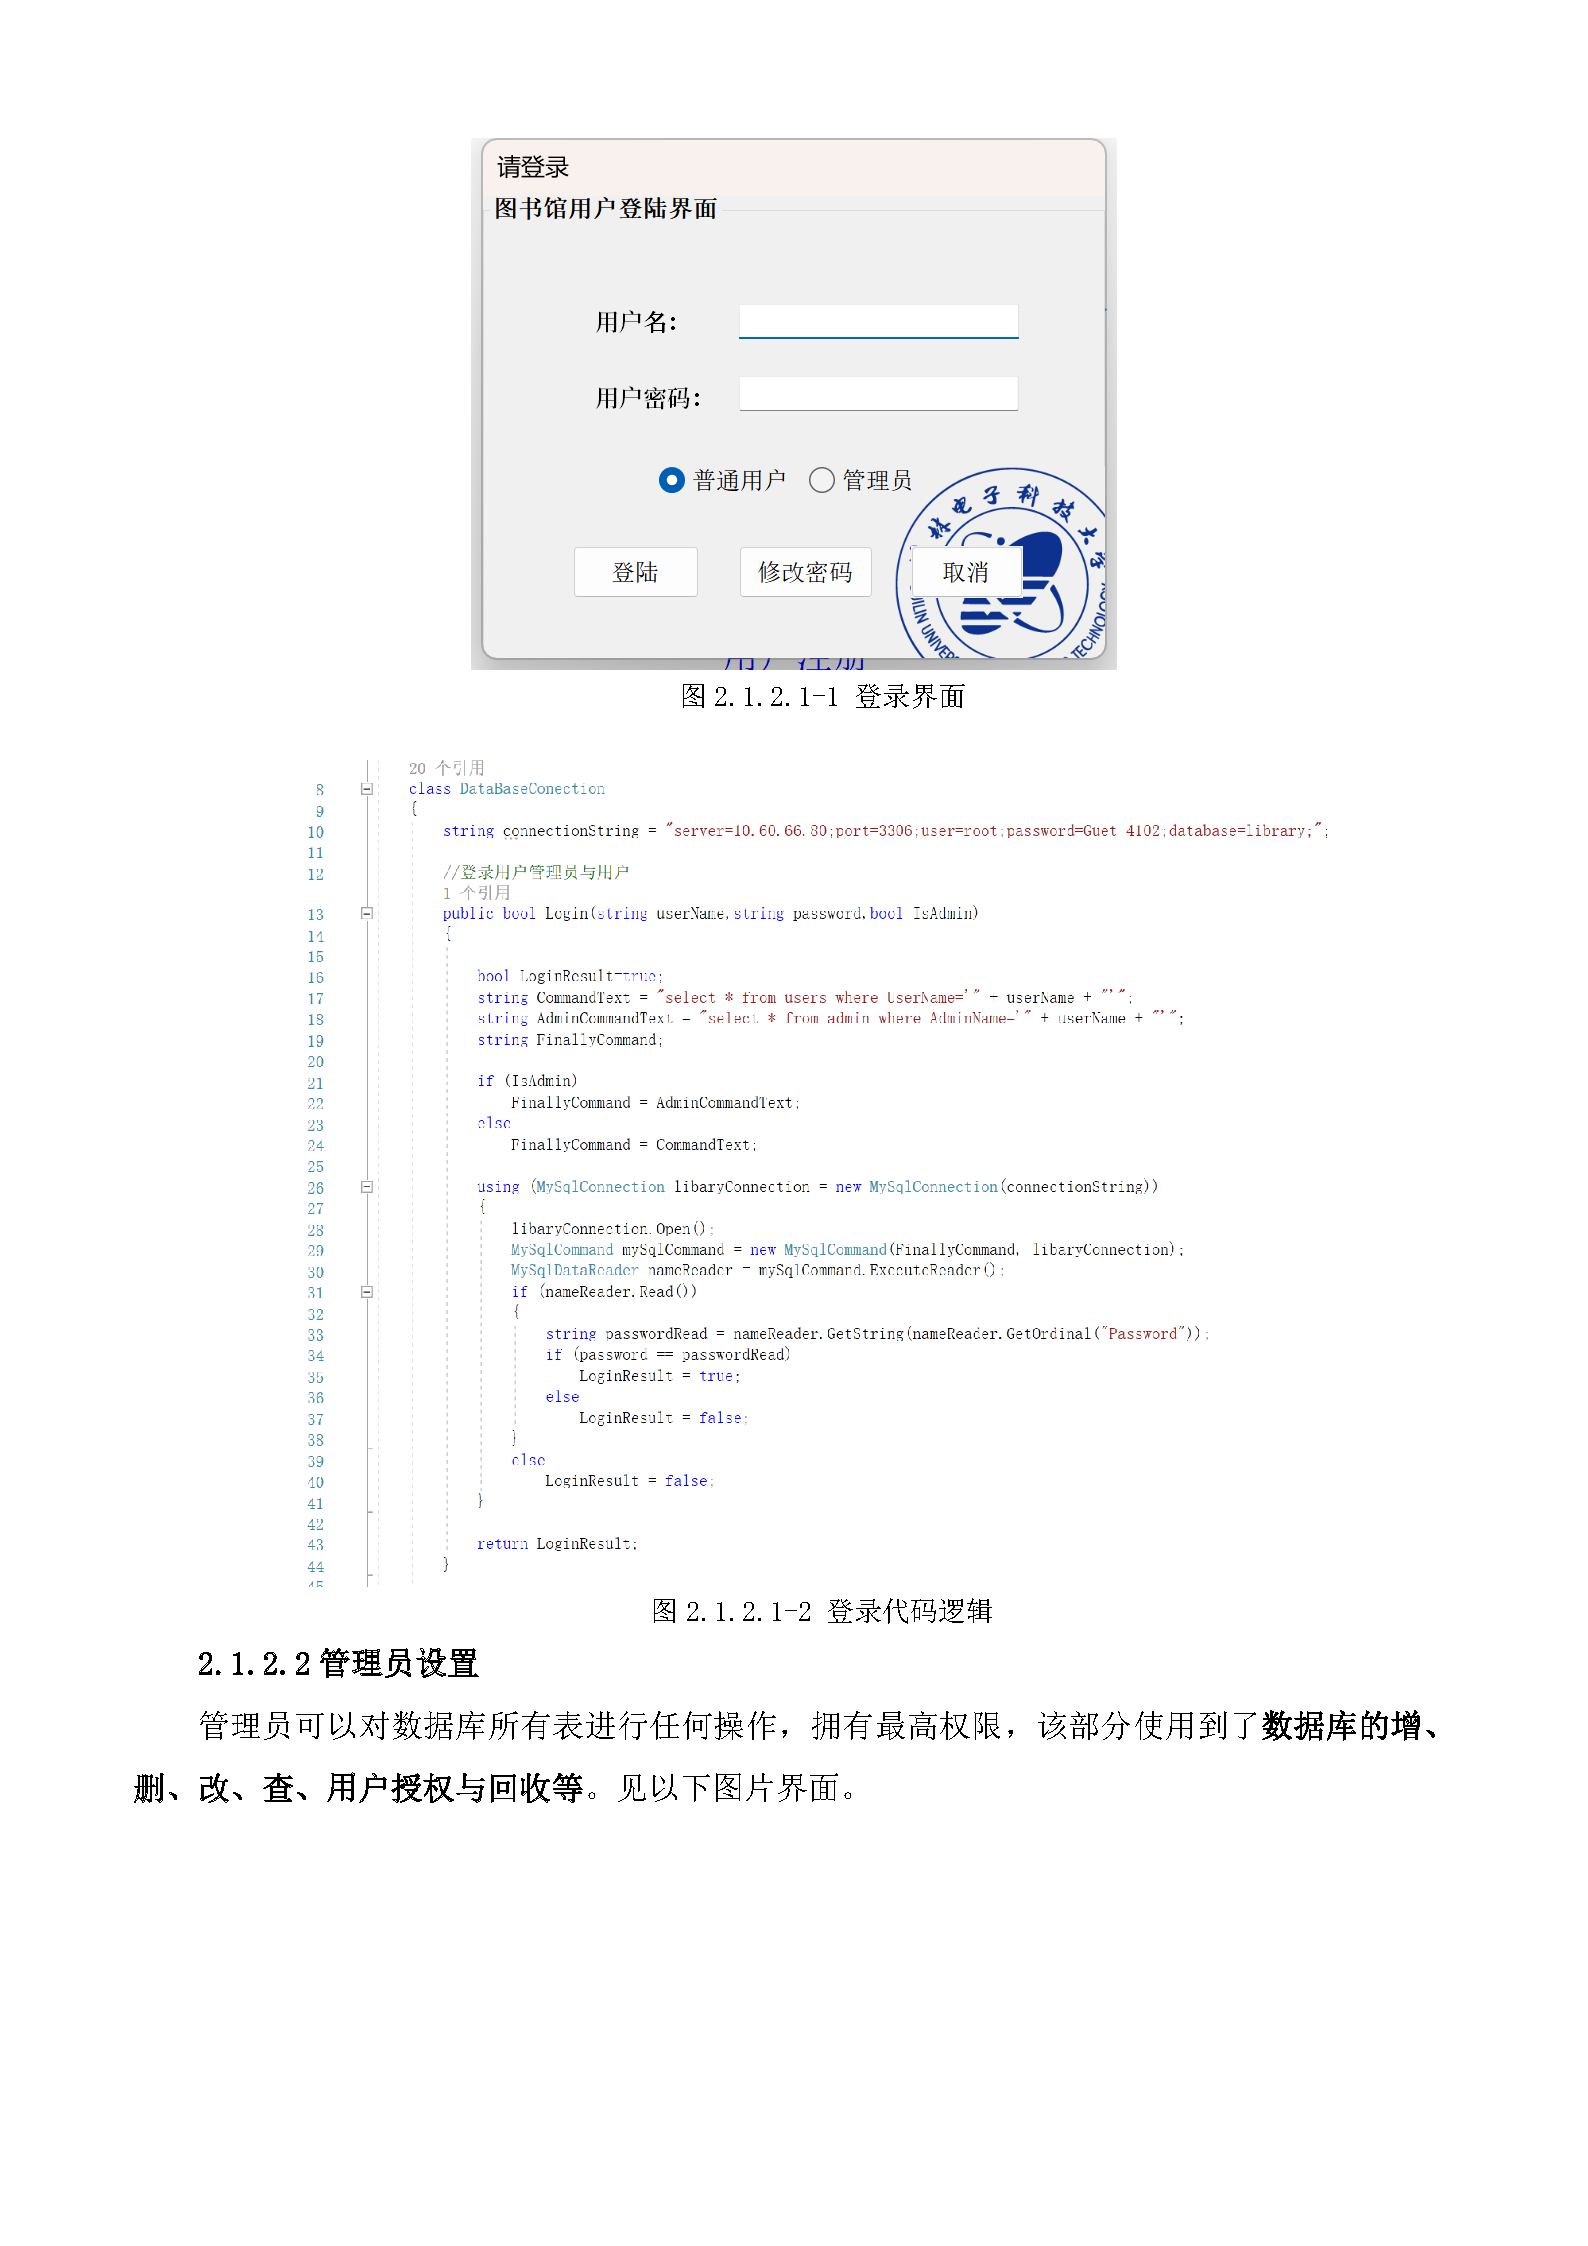 请登录
图书馆用户登陆界面
用户名：
用户密码：
普通用户 管理员
林电子科技大学
登陆 修改密码 取消
UILIN UNIVER TECHNOLOGY
用户注册
图2.1.2.1-1 登录界面
20 个引用
8 class DataBaseConection
9 {
10 string connectionString = "server=10.60.66.80;port=3306;user=root;password=Guet_4102;database=library;";
11
12 //登录用户管理员与用户
1 个引用
13 public bool Login(string userName,string password,bool IsAdmin)
14 {
15
16 bool LoginResult=true;
17 string CommandText = "select * from users where UserName='" + userName + "'";
18 string AdminCommandText = "select * from admin where AdminName='" + userName + "'";
19 string FinallyCommand;
20
21 if (IsAdmin)
22 FinallyCommand = AdminCommandText;
23 else
24 FinallyCommand = CommandText;
25
26 using (MySqlConnection libaryConnection = new MySqlConnection(connectionString))
27 {
28 libaryConnection.Open();
29 MySqlCommand mySqlCommand = new MySqlCommand(FinallyCommand, libaryConnection);
30 MySqlDataReader nameReader = mySqlCommand.ExecuteReader();
31 if (nameReader.Read())
32 {
33 string passwordRead = nameReader.GetString(nameReader.GetOrdinal("Password"));
34 if (password == passwordRead)
35 LoginResult = true;
36 else
37 LoginResult = false;
38 }
39 else
40 LoginResult = false;
41 }
42
43 return LoginResult;
44 }
45
图2.1.2.1-2 登录代码逻辑
2.1.2.2管理员设置
管理员可以对数据库所有表进行任何操作，拥有最高权限，该部分使用到了数据库的增、
删、改、查、用户授权与回收等。见以下图片界面。